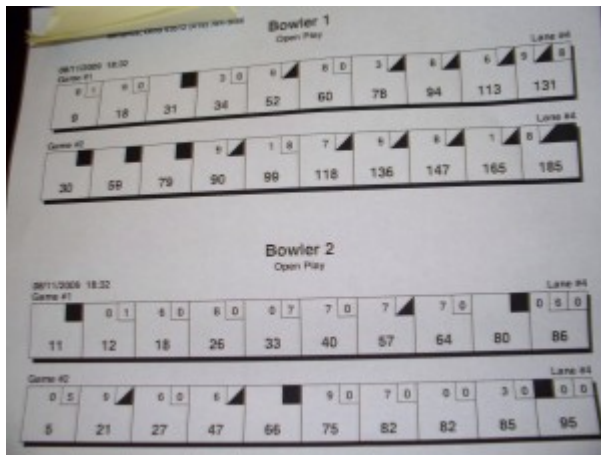 Bowler 1
Open Play
08/11/2009 18:32
Lane #4
Game #1
8 1 9 0 3 0 8 0 3 6 6 9 8
9 18 31 34 52 60 78 94 113 131
Lane #4
Game #2
9 1 8 7 9 8 1 8
30 59 79 90 99 118 136 147 165 185
Bowler 2
Open Play
08/11/2009 18:32
Lane #4
Game #1
0 1 6 0 8 0 0 7 7 0 7 7 0 0 6 0
11 12 18 26 33 40 57 64 80 86
Lane #4
Game #2
0 5 9 6 0 6 9 0 7 0 0 0 3 0 0 0
5 21 27 47 66 75 82 82 85 95